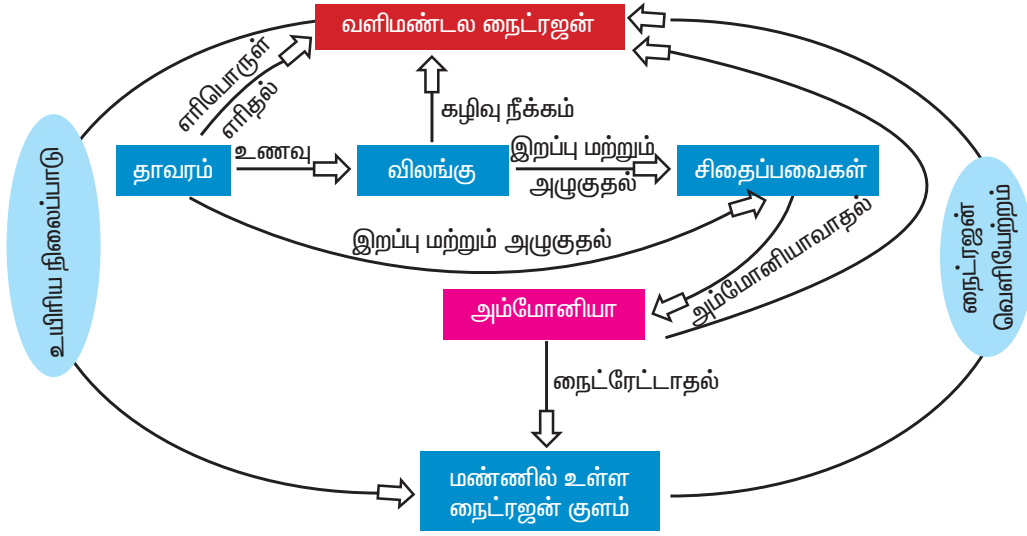 வளிமண்டல நைட்ரஜன்
எரிபொருள்
எரிதல்
கழிவு நீக்கம்
தாவரம்
உணவு
விலங்கு
இறப்பு மற்றும்
அழுகுதல்
சிதைப்பவைகள்
இறப்பு மற்றும் அழுகுதல்
அம்மோனியாவாதல்
உயிரிய நிலைப்பாடு
நைட்ரஜன்
வெளியேற்றம்
அம்மோனியா
நைட்ரேட்டாதல்
மண்ணில் உள்ள
நைட்ரஜன் குளம்